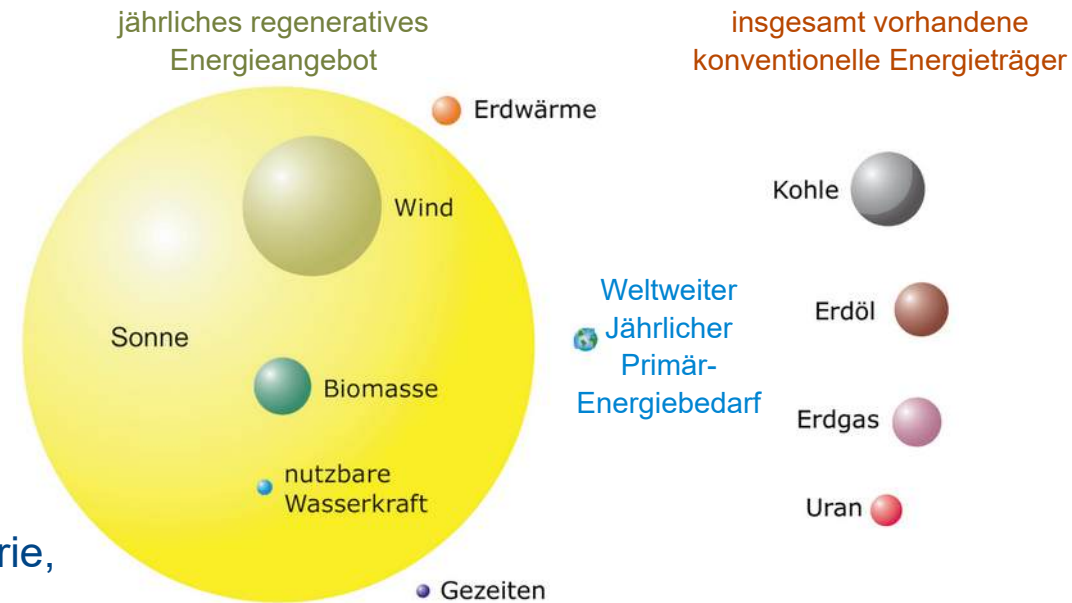 jährliches regeneratives
Energieangebot
insgesamt vorhandene
konventionelle Energieträger
Erdwärme
Wind
Sonne
Biomasse
nutzbare
Wasserkraft
Gezeiten
Weltweiter
Jährlicher
Primär-
Energiebedarf
Kohle
Erdöl
Erdgas
Uran
rie,